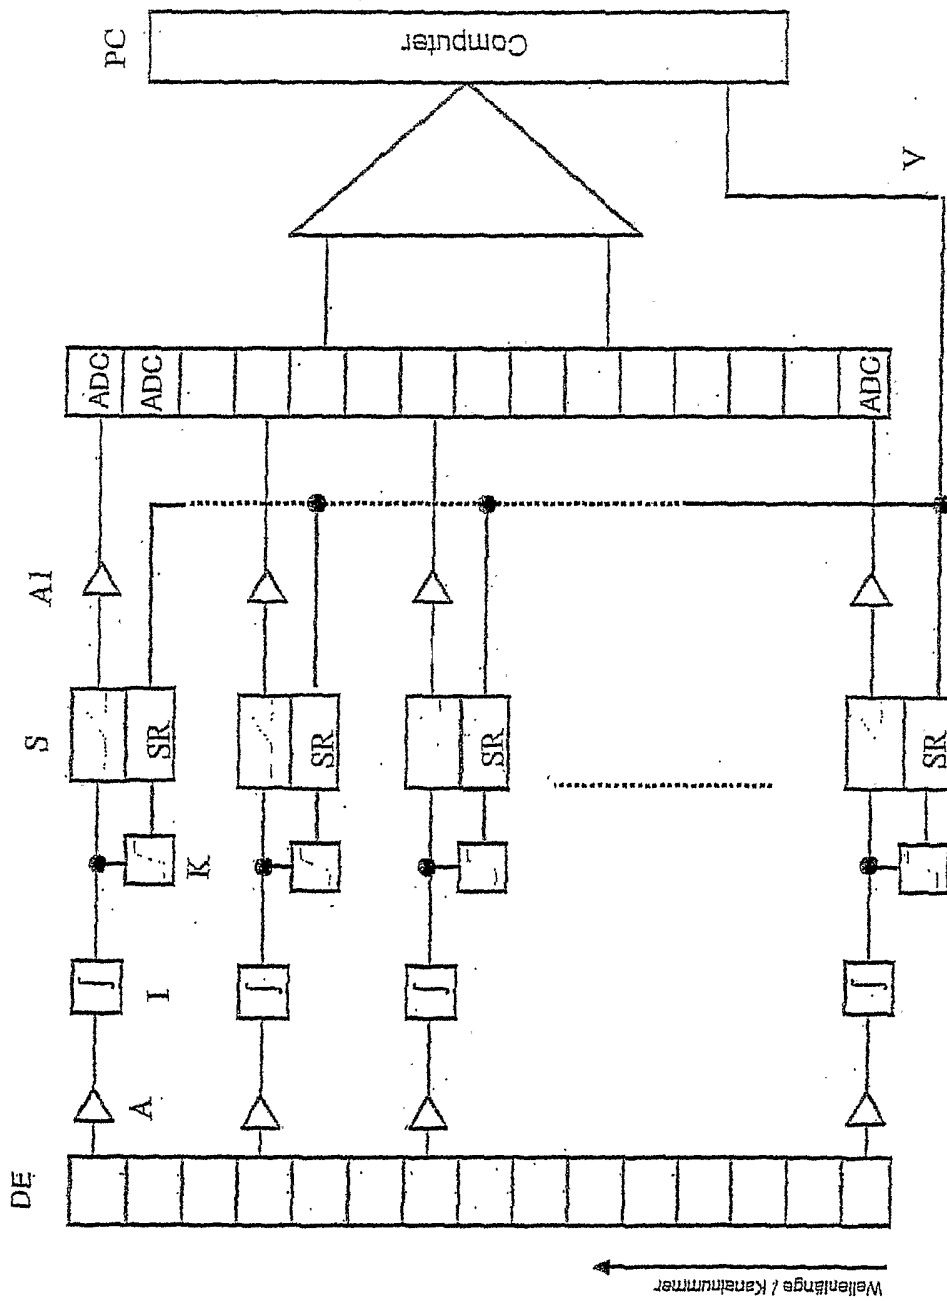 DE
A
I
K
S
A1
PC
V
SR
SR
SR
SR
ADC
ADC
ADC
Computer
Wellenlänge / Kanalnummer
∫
∫
∫
∫